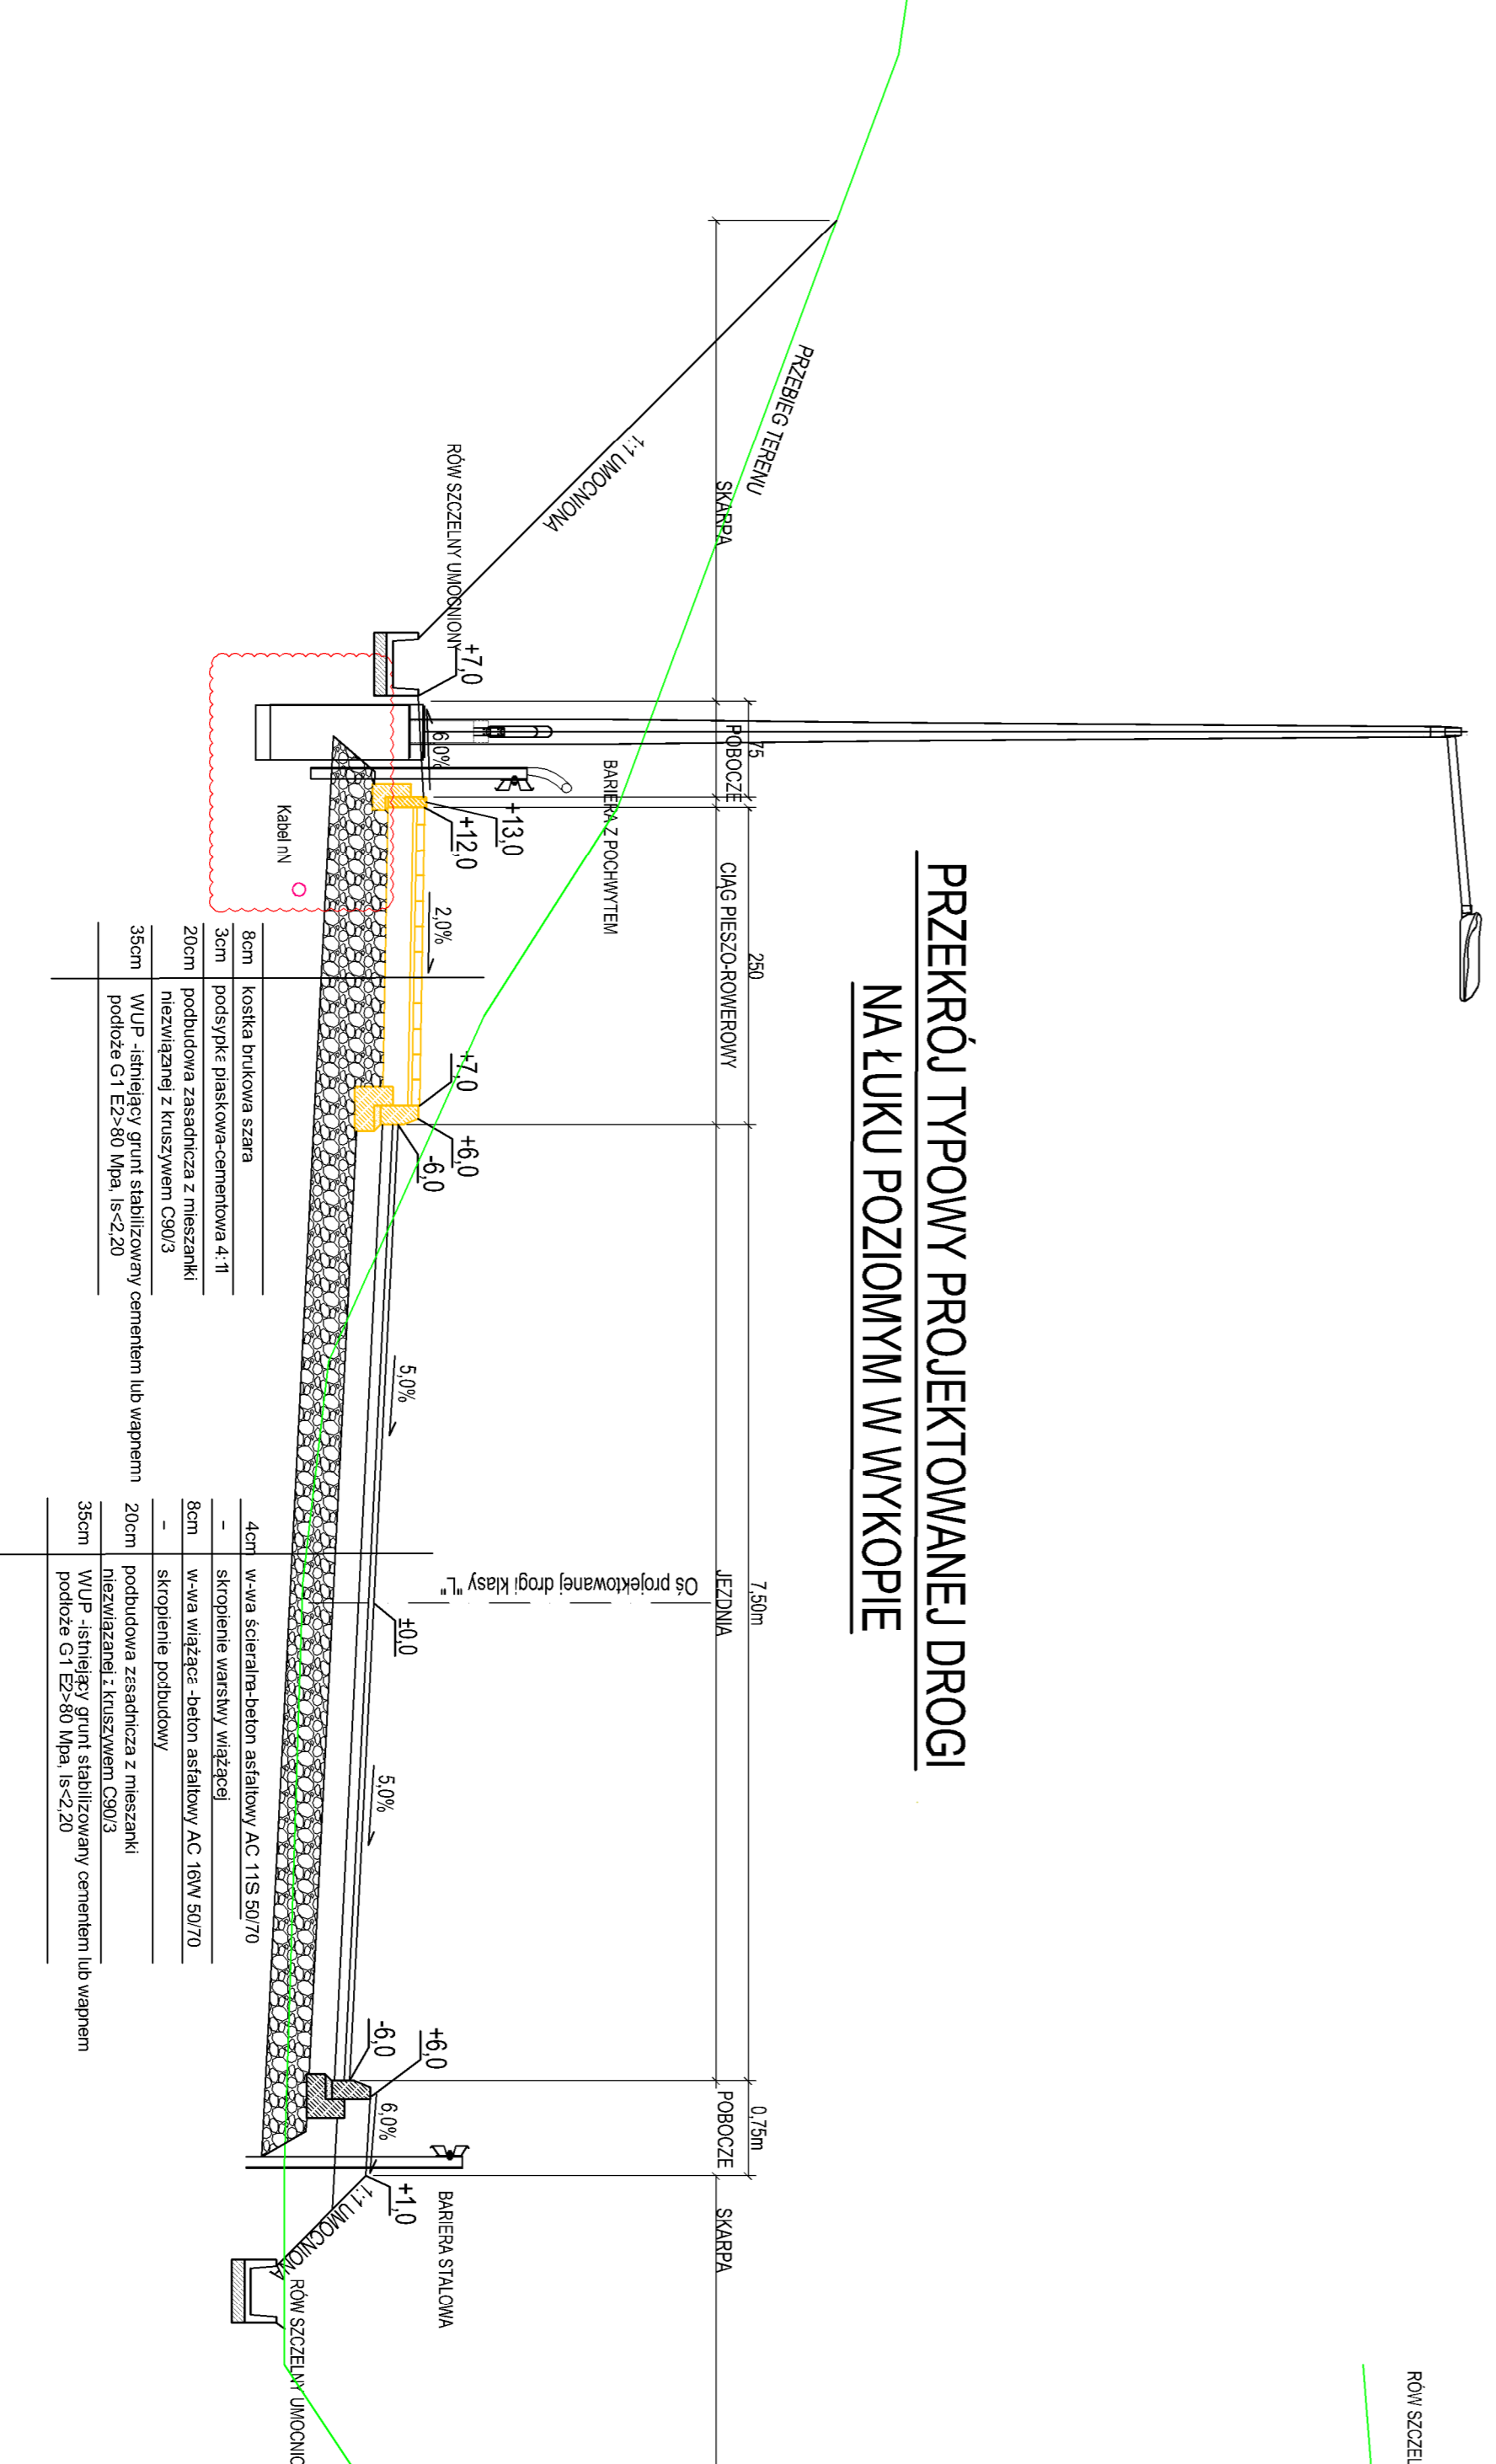 PRZEKRÓJ TYPOWY PROJEKTOWANEJ DROGI
NA ŁUKU POZIOMYM W WYKOPIE
75
250
7,50m
0,75m
SKARPA
POBOCZE
CIĄG PIESZO-ROWEROWY
JEZDNIA
POBOCZE
SKARPA
PRZEBIEG TERENU
1:1 UMOCNIONA
RÓW SZCZELNY UMOCNIONY
BARIERA Z POCHWYTEM
Oś projektowanej drogi klasy "L"
BARIERA STALOWA
+7,0
6,0%
+13,0
+12,0
2,0%
+7,0
+6,0
-6,0
5,0%
±0,0
5,0%
-6,0
+6,0
6,0%
+1,0
1:1 UMOCNIONA
RÓW SZCZELNY UMOCNIO
RÓW SZCZEL
Kabel nN
8cm kostka brukowa szara
3cm podsypka piaskowa-cementowa 4:11
20cm podbudowa zasadnicza z mieszanłki
niezwiązanej z kruszywem C90/3
35cm WUP -istniejący grunt stabilizowany cementem lub wapnemn
podłoże G1 E2>80 Mpa, Is<2,20
4cm w-wa ścieralna-beton asfaltowy AC 11S 50/70
- skropienie warstwy wiążącej
8cm w-wa wiążąca -beton asfaltowy AC 16W 50/70
- skropienie podbudowy
20cm podbudowa zasadnicza z mieszanki
niezwiązanej z kruszywem C90/3
35cm WUP -istniejący grunt stabilizowany cementem lub wapnem
podłoże G1 E2>80 Mpa, Is<2,20